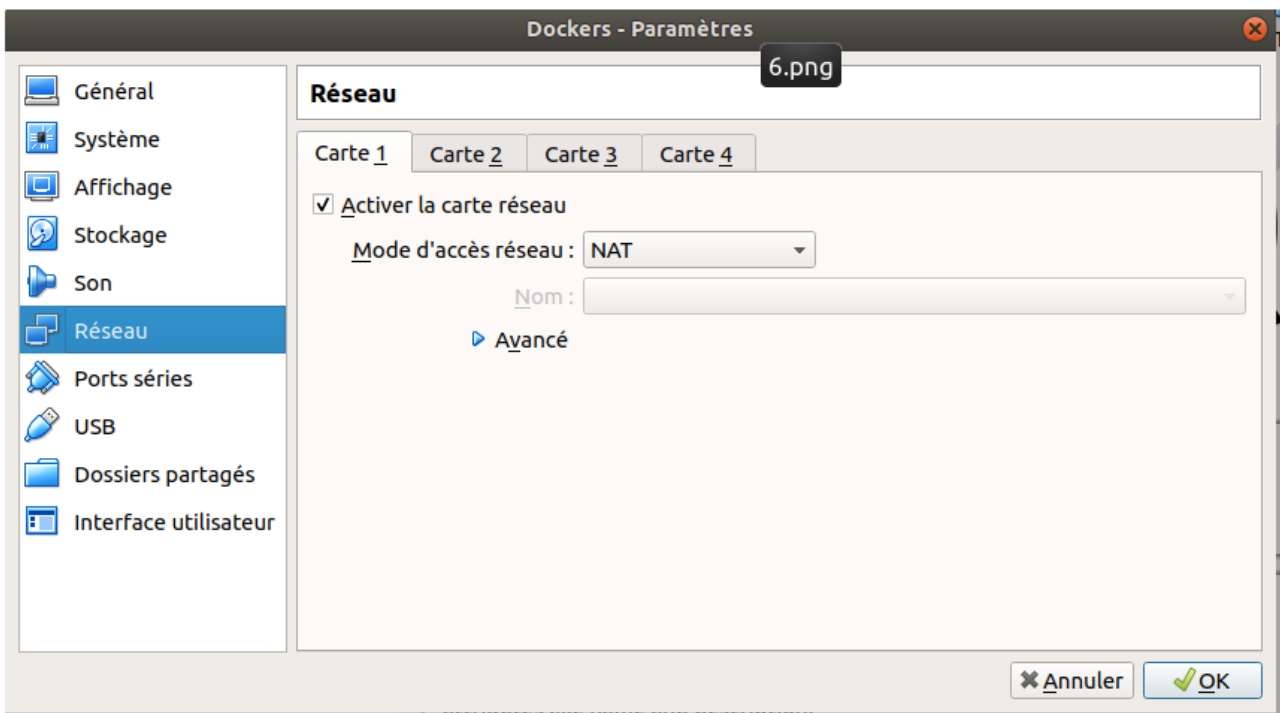 Dockers - Paramètres
6.png
Général
Système
Affichage
Stockage
Son
Réseau
Ports séries
USB
Dossiers partagés
Interface utilisateur
Réseau
Carte 1 Carte 2 Carte 3 Carte 4
Activer la carte réseau
Mode d'accès réseau : NAT
Nom :
Avancé
Annuler OK